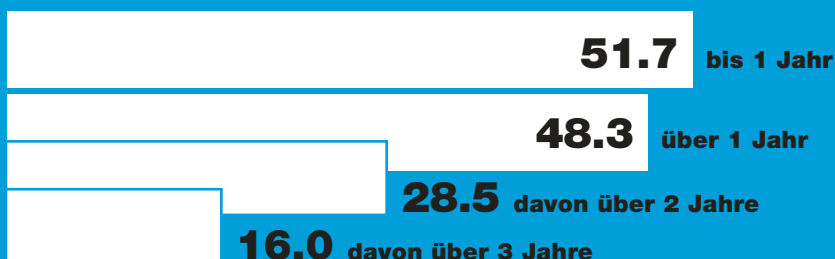 51.7 bis 1 Jahr
48.3 über 1 Jahr
28.5 davon über 2 Jahre
16.0 davon über 3 Jahre